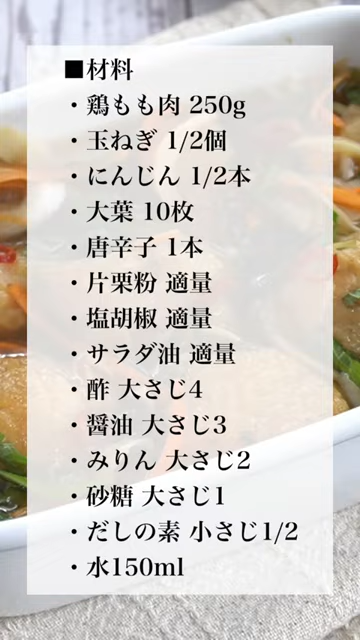 ■材料
・鶏もも肉 250g
・玉ねぎ 1/2個
・にんじん 1/2本
・大葉 10枚
・唐辛子 1本
・片栗粉 適量
・塩胡椒 適量
・サラダ油 適量
・酢 大さじ4
・醤油 大さじ3
・みりん 大さじ2
・砂糖 大さじ1
・だしの素 小さじ1/2
・水150ml